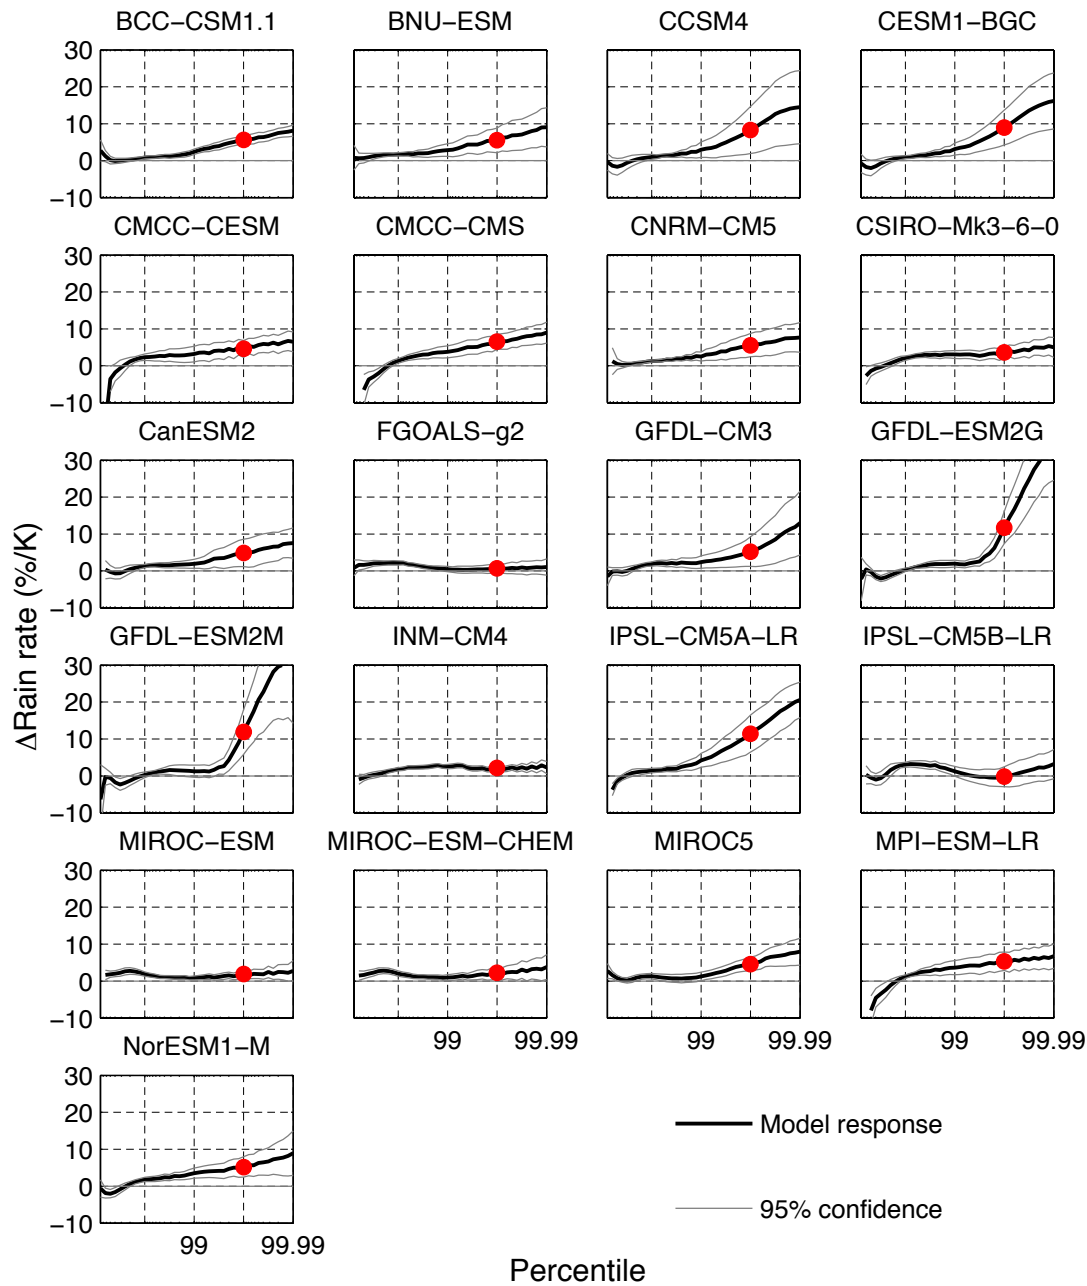 BCC−CSM1.1 BNU−ESM CCSM4 CESM1−BGC
30
20
10
0
−10
CMCC−CESM CMCC−CMS CNRM−CM5 CSIRO−Mk3−6−0
30
20
10
0
−10
CanESM2 FGOALS−g2 GFDL−CM3 GFDL−ESM2G
30
20
10
0
−10
GFDL−ESM2M INM−CM4 IPSL−CM5A−LR IPSL−CM5B−LR
30
20
10
0
−10
ΔRain rate (%/K)
MIROC−ESM MIROC−ESM−CHEM MIROC5 MPI−ESM−LR
30
20
10
0
−10
99 99.99 99 99.99 99 99.99
NorESM1−M
30
20
10
0
−10
99 99.99
Model response
95% confidence
Percentile